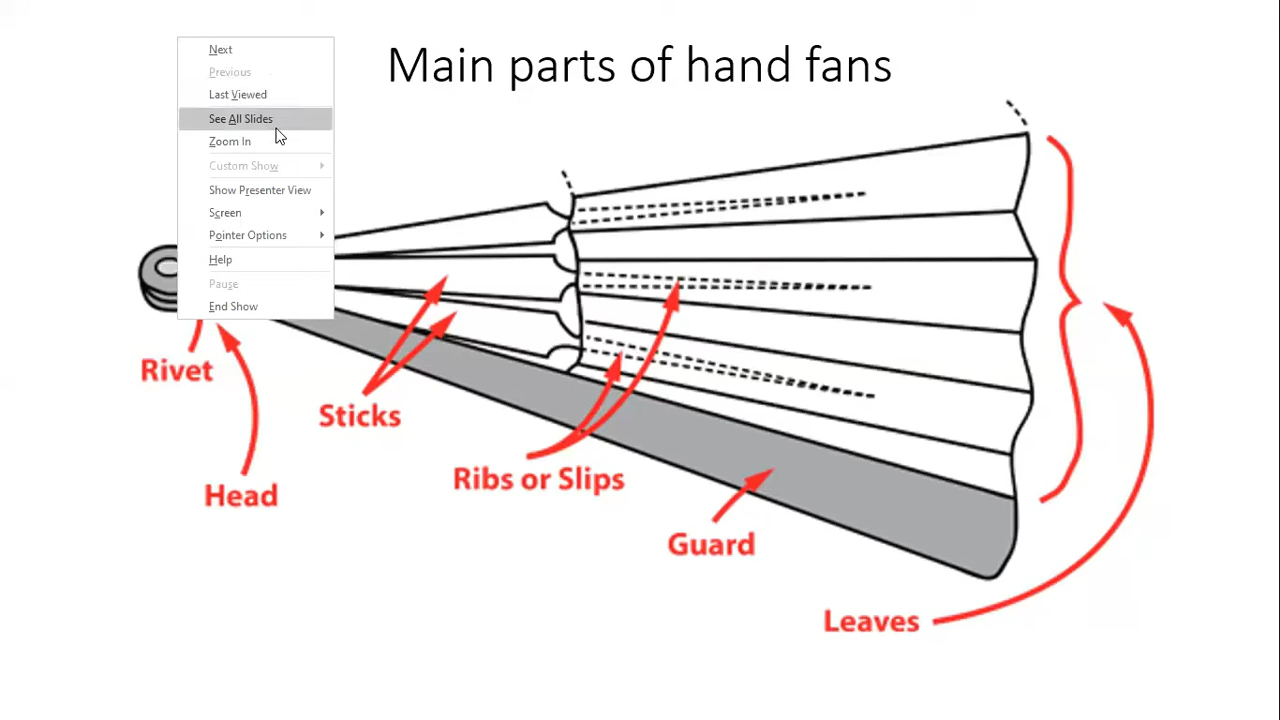 Main parts of hand fans
Next
Previous
Last Viewed
See All Slides
Zoom In
Custom Show
Show Presenter View
Screen
Pointer Options
Help
Pause
End Show
Rivet
Sticks
Head
Ribs or Slips
Guard
Leaves